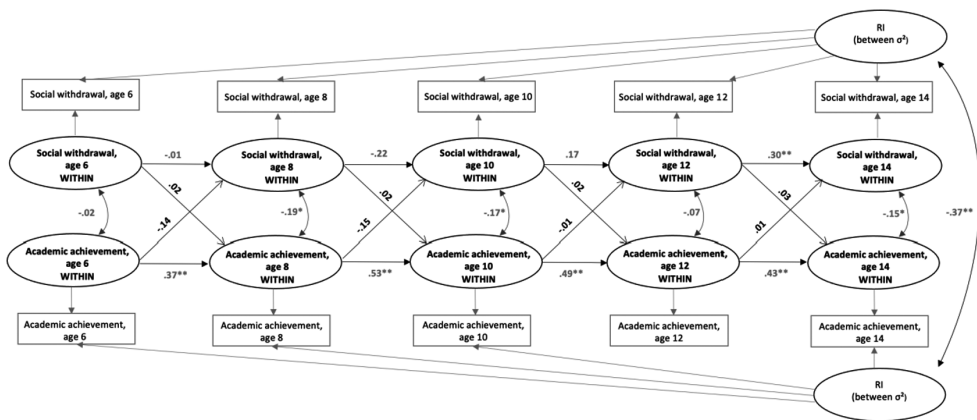 RI
(between σ²)
Social withdrawal, age 6
Social withdrawal, age 8
Social withdrawal, age 10
Social withdrawal, age
12
Social withdrawal, age 14
Social withdrawal,
age 6
WITHIN
-.01
Social withdrawal,
age 8
WITHIN
-.22
Social withdrawal,
age 10
WITHIN
.17
Social withdrawal,
age 12
WITHIN
.30**
Social withdrawal,
age 14
WITHIN
.02
.02
.02
.03
-.02
-.19*
-.17*
-.07
-.15*
-.37**
-.14
-.15
-.01
.01
Academic achievement,
age 6
WITHIN
.37**
Academic achievement,
age 8
WITHIN
.53**
Academic achievement,
age 10
WITHIN
.49**
Academic achievement,
age 12
WITHIN
.43**
Academic achievement,
age 14
WITHIN
Academic achievement,
age 6
Academic achievement,
age 8
Academic achievement,
age 10
Academic achievement,
age 12
Academic achievement,
age 14
RI
(between σ²)